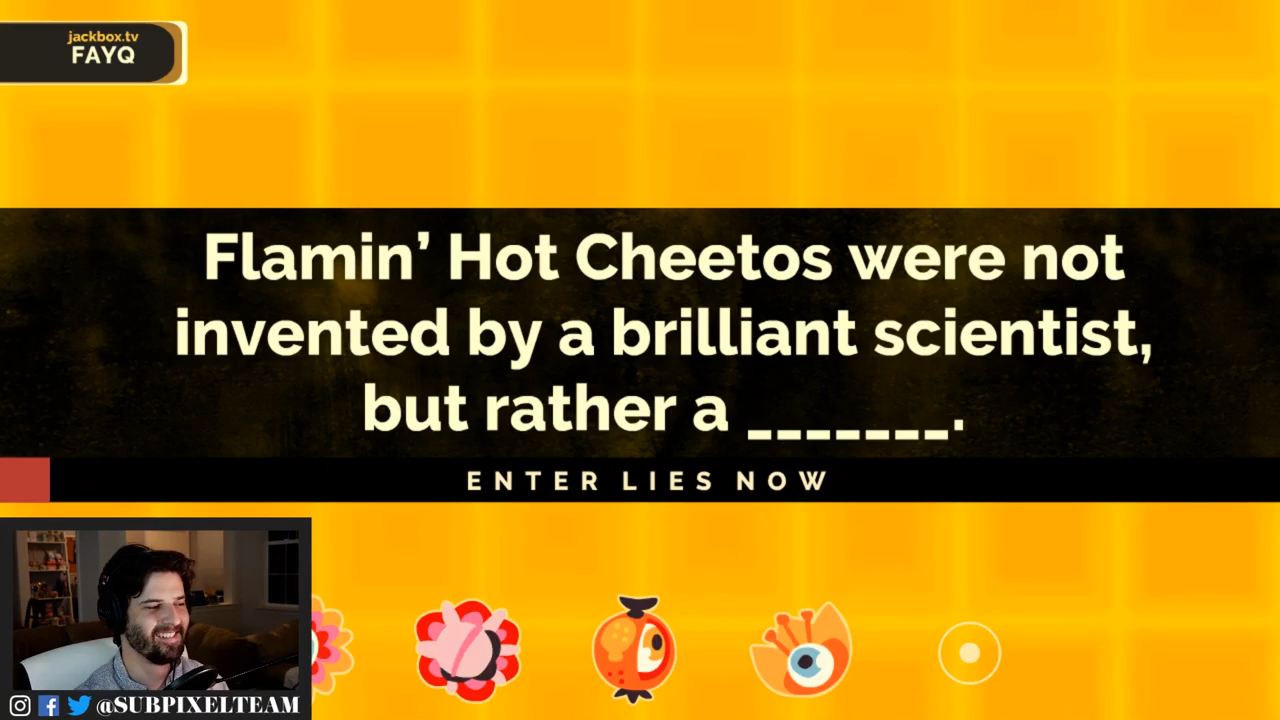 jackbox.tv
FAYQ
Flamin’ Hot Cheetos were not
invented by a brilliant scientist,
but rather a _______.
ENTER LIES NOW
@SUBPIXELTEAM